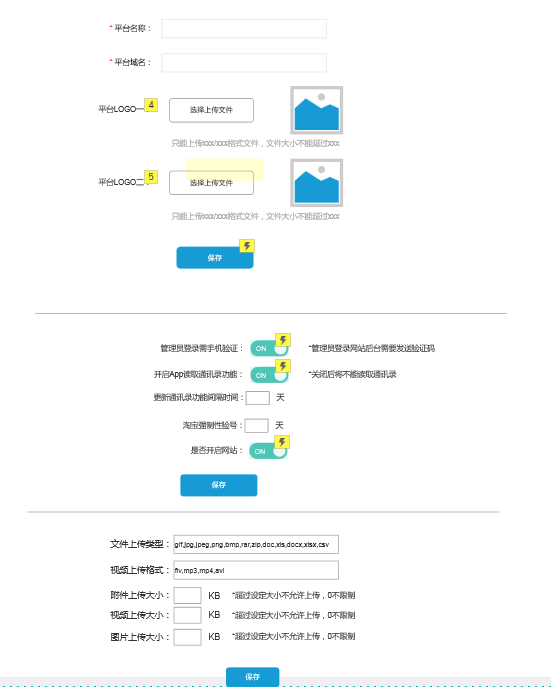 * 平台名称：
* 平台域名：
平台LOGO一 4 选择上传文件
只能上传xxx/xxx格式文件，文件大小不能超过xxx
平台LOGO二 5 选择上传文件
只能上传xxx/xxx格式文件，文件大小不能超过xxx
保存
管理员登录需手机验证： ON *管理员登录网站后台需要发送验证码
开启App读取通讯录功能： ON *关闭后将不能读取通讯录
更新通讯录功能间隔时间： 天
淘宝强制性验号： 天
是否开启网站： ON
保存
文件上传类型： gif,jpg,jpeg,png,bmp,rar,zip,doc,xls,docx,xlsx,csv
视频上传格式： flv,mp3,mp4,avi
附件上传大小： KB *超过设定大小不允许上传，0不限制
视频上传大小： KB *超过设定大小不允许上传，0不限制
图片上传大小： KB *超过设定大小不允许上传，0不限制
保存